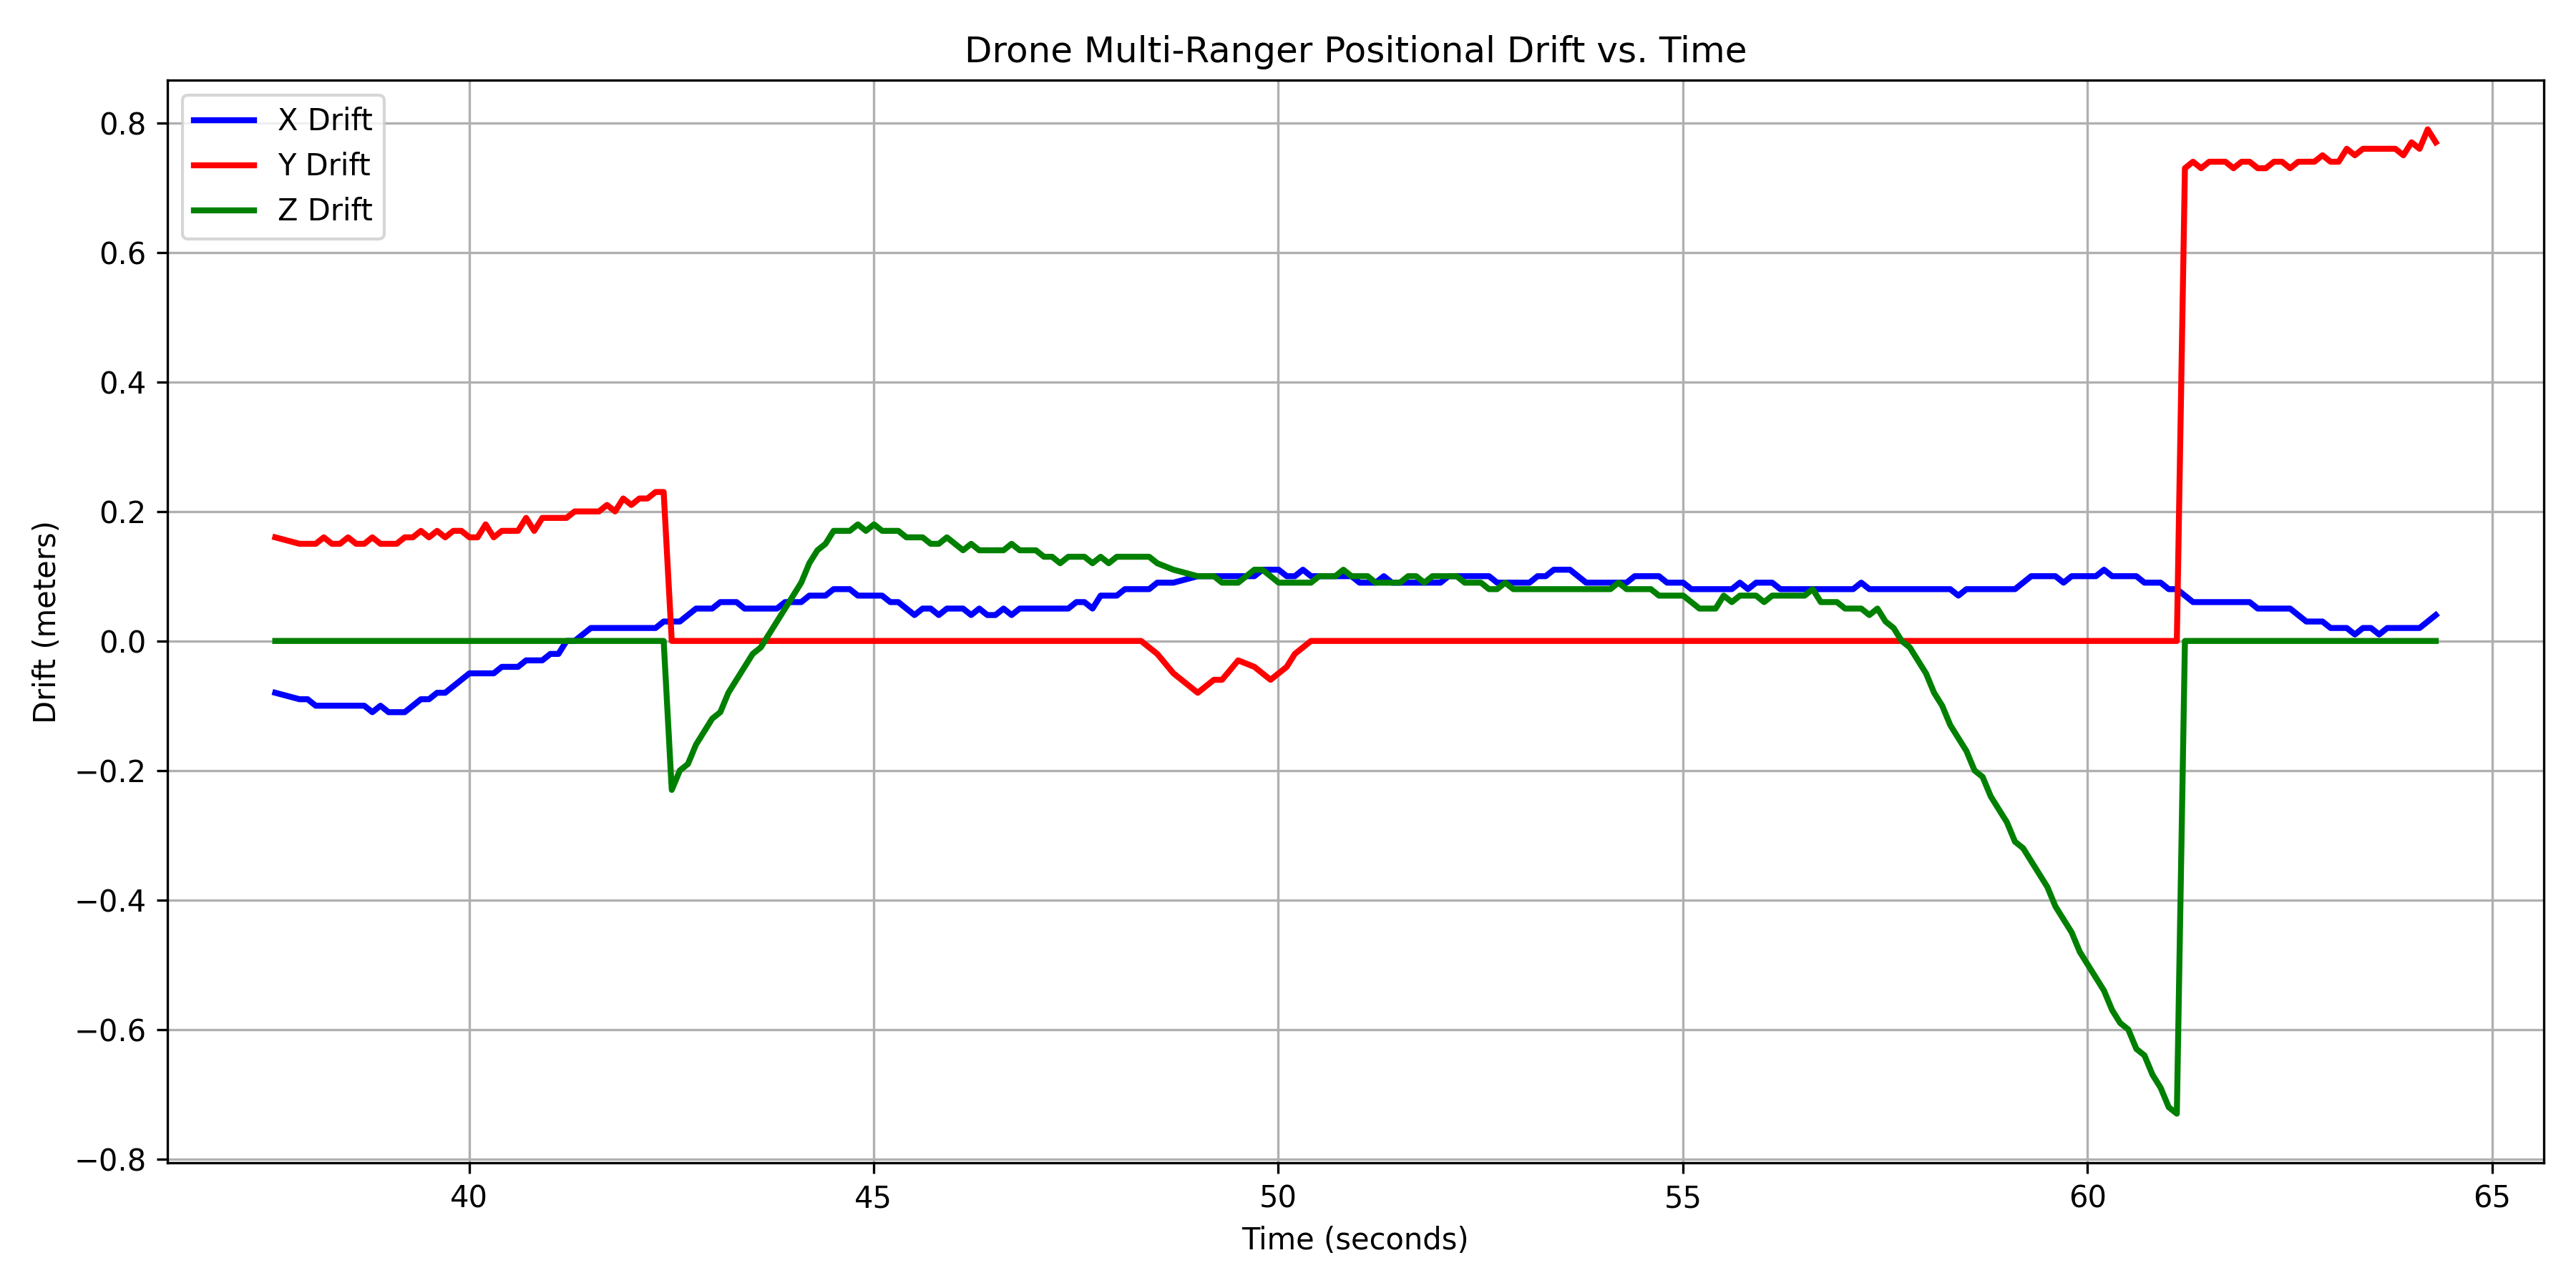 Drone Multi-Ranger Positional Drift vs. Time
X Drift
Y Drift
Z Drift
0.8
0.6
0.4
0.2
0.0
−0.2
−0.4
−0.6
−0.8
Drift (meters)
40 45 50 55 60 65
Time (seconds)